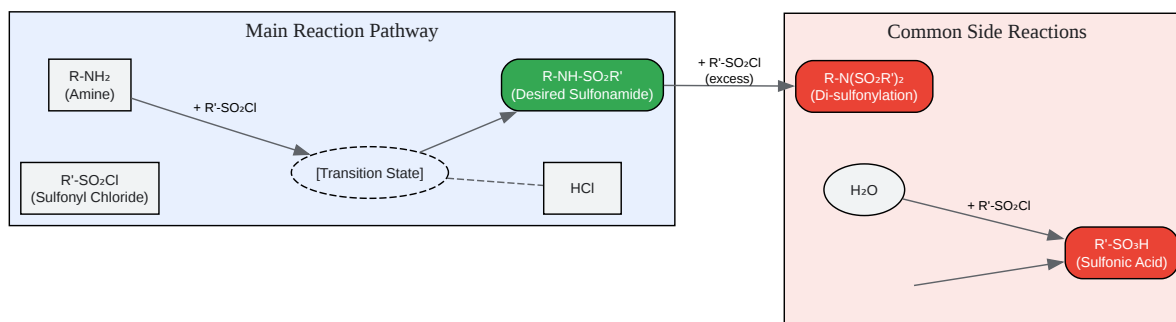 Main Reaction Pathway
R-NH₂
(Amine)
+ R'-SO₂Cl
R'-SO₂Cl
(Sulfonyl Chloride)
[Transition State]
R-NH-SO₂R'
(Desired Sulfonamide)
HCl
+ R'-SO₂Cl
(excess)
Common Side Reactions
R-N(SO₂R')₂
(Di-sulfonylation)
H₂O
+ R'-SO₂Cl
R'-SO₃H
(Sulfonic Acid)